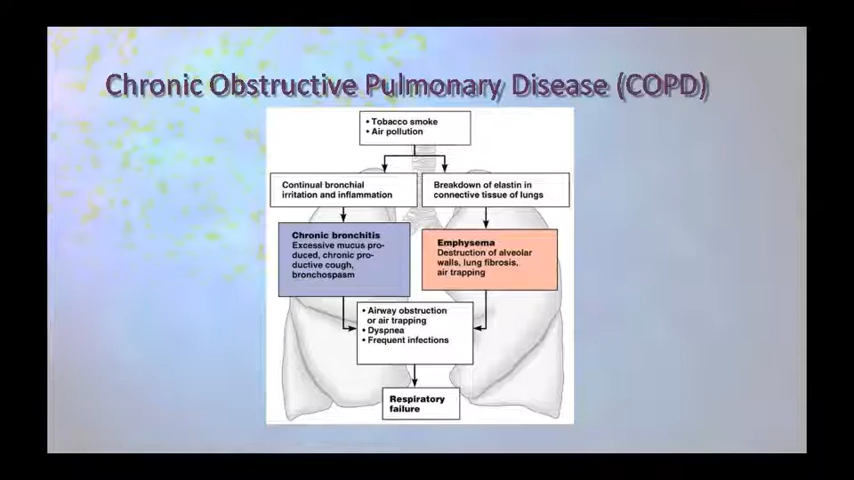 Chronic Obstructive Pulmonary Disease (COPD)
• Tobacco smoke
• Air pollution
Continual bronchial
irritation and inflammation
Breakdown of elastin in
connective tissue of lungs
Chronic bronchitis
Excessive mucus pro-
duced, chronic pro-
ductive cough,
bronchospasm
Emphysema
Destruction of alveolar
walls, lung fibrosis,
air trapping
• Airway obstruction
or air trapping
• Dyspnea
• Frequent infections
Respiratory
failure